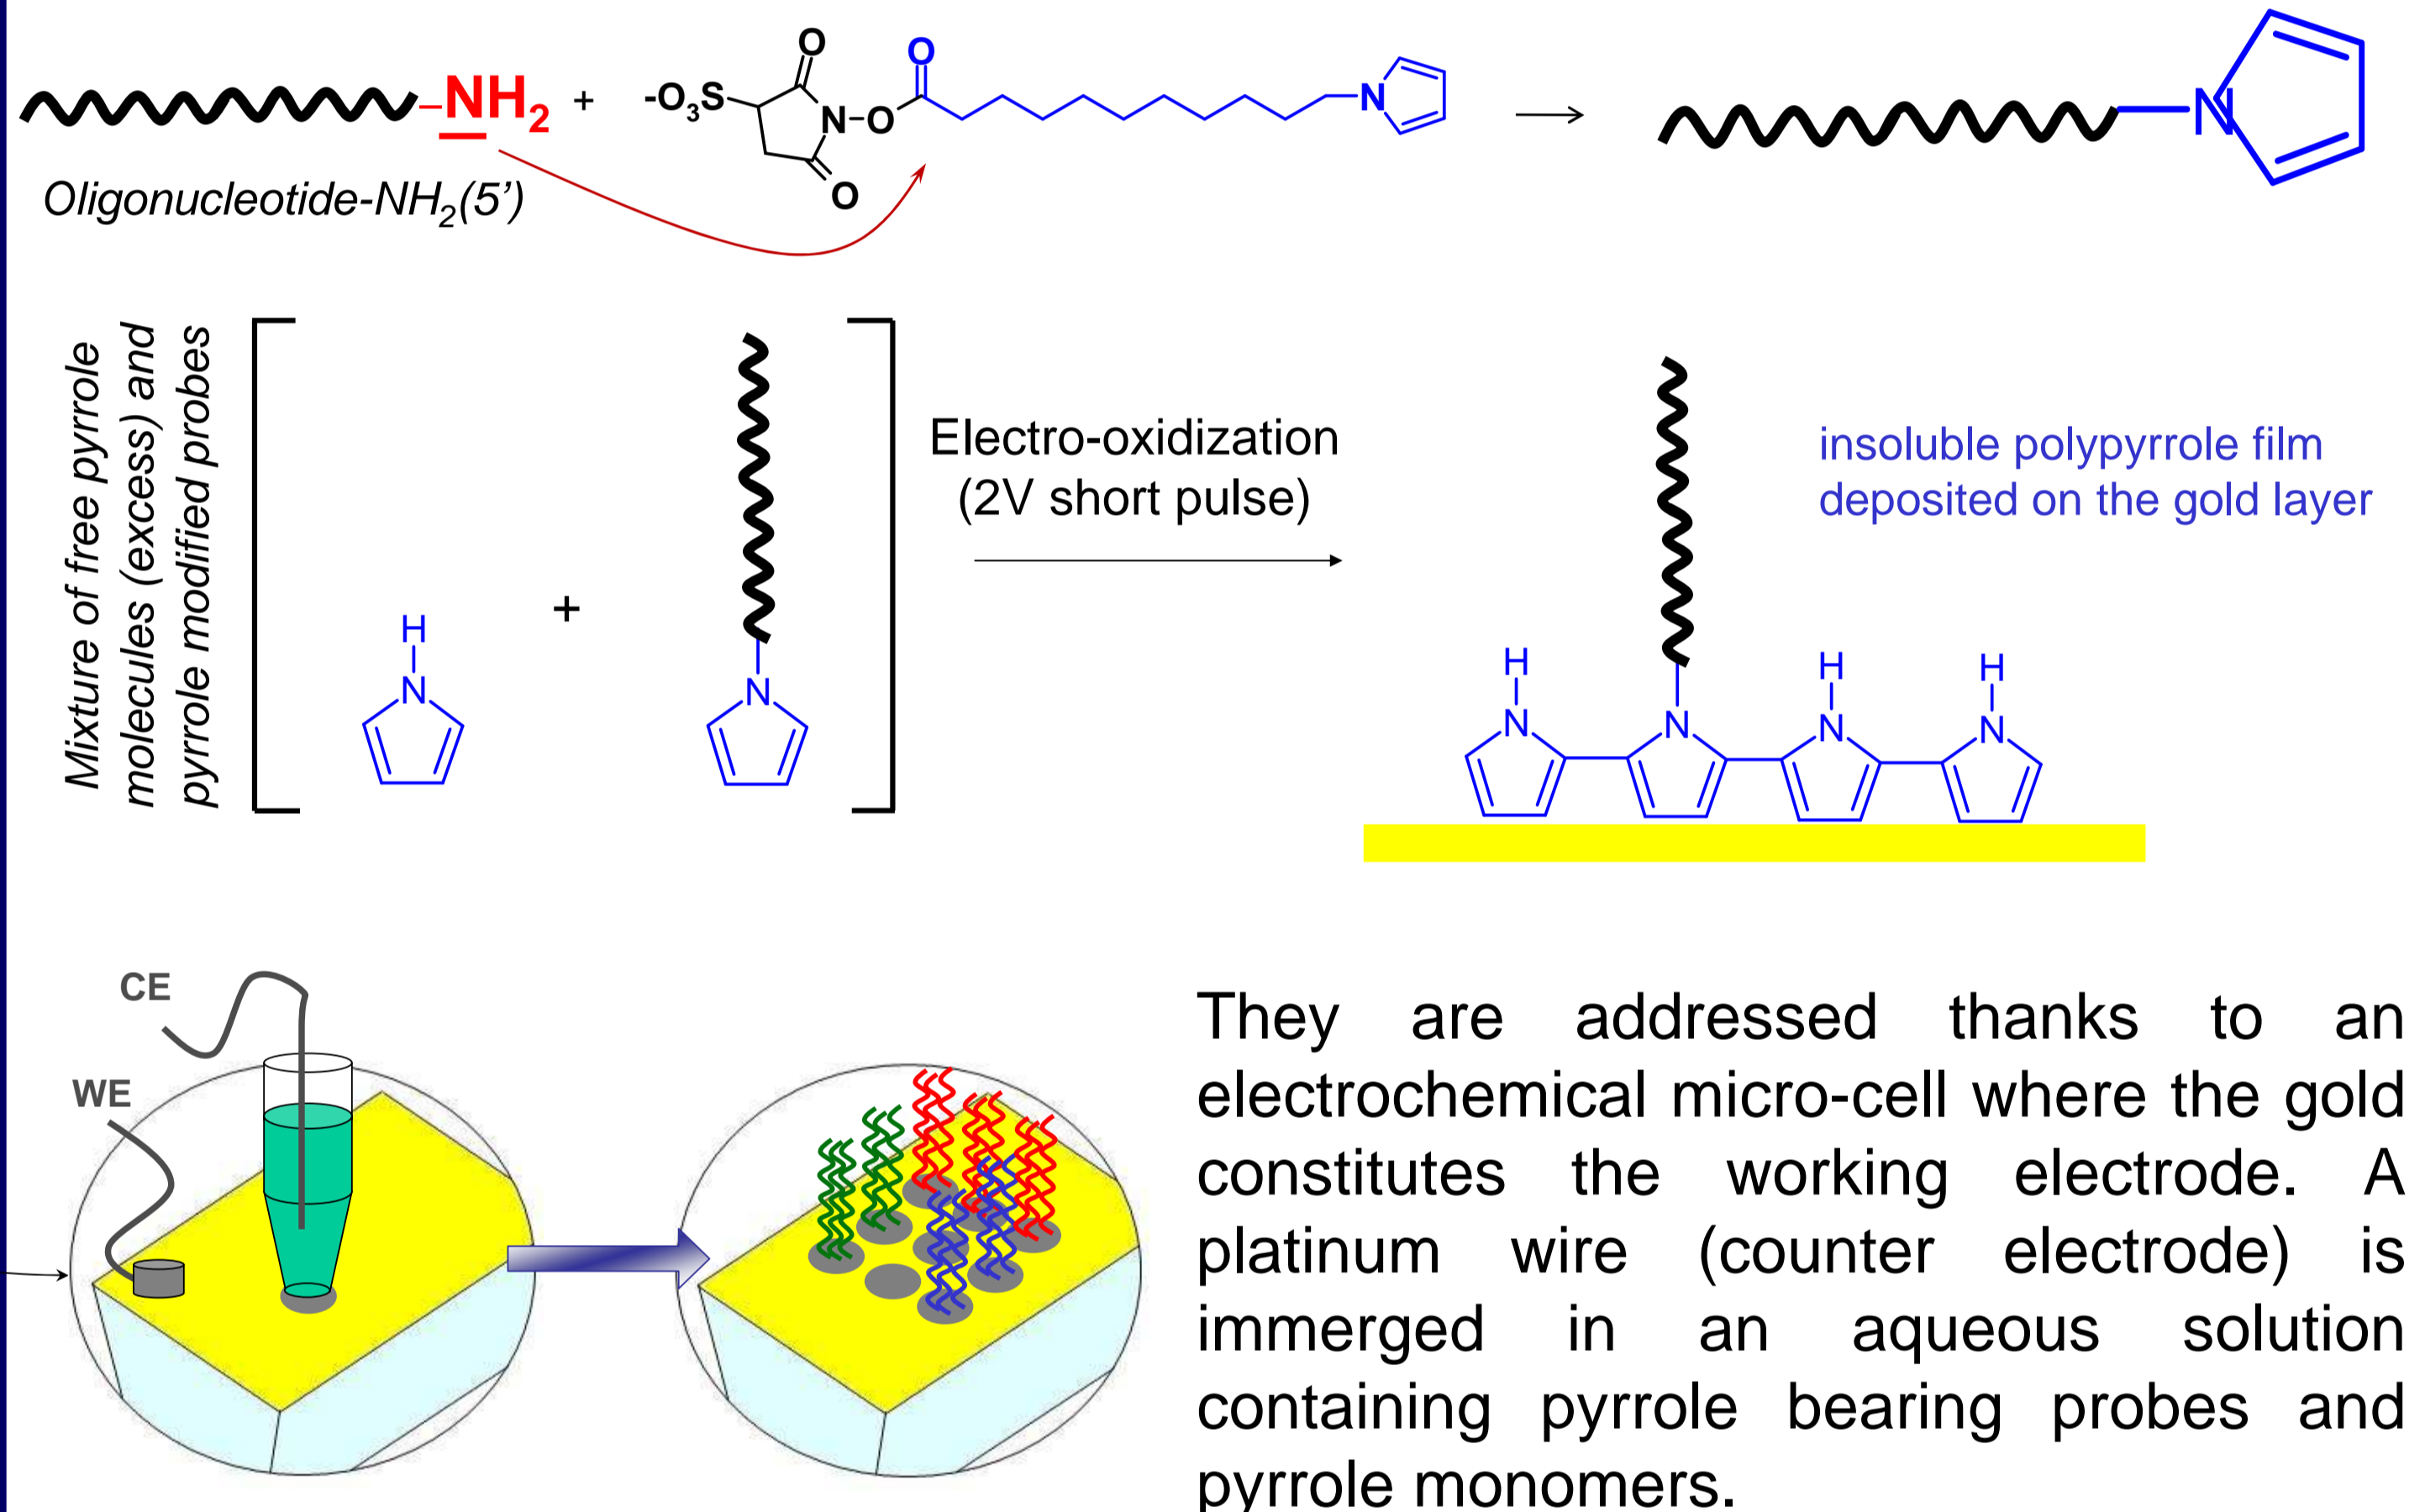 -NH2 + -O3S O N-O O O N N
Oligonucleotide-NH2(5')
Mixture of free pyrrole
molecules (excess) and
pyrrole modified probes
H
N
+
N
Electro-oxidization
(2V short pulse)
insoluble polypyrrole film
deposited on the gold layer
H H H
N N N N
CE
WE
They are addressed thanks to an
electrochemical micro-cell where the gold
constitutes the working electrode. A
platinum wire (counter electrode) is
immerged in an aqueous solution
containing pyrrole bearing probes and
pyrrole monomers.